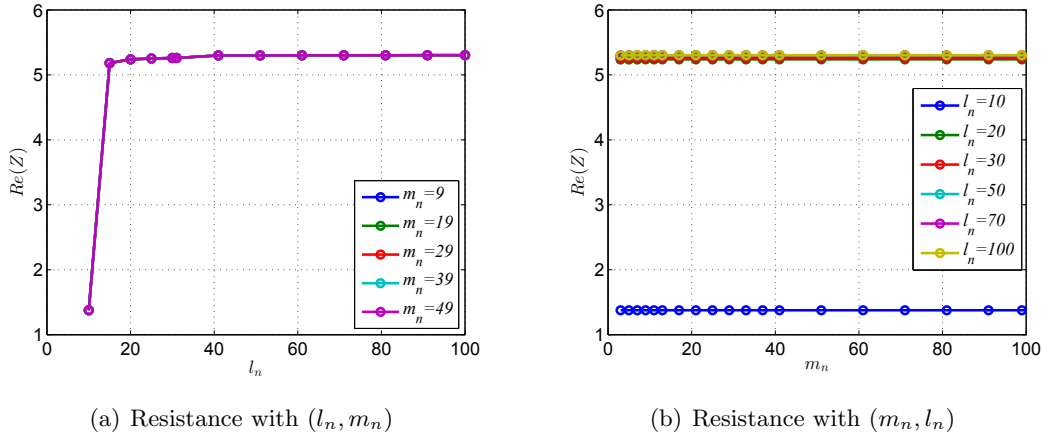 6
5
4
3
2
1
Re(Z)
0 20 40 60 80 100
l_n
m_n=9
m_n=19
m_n=29
m_n=39
m_n=49
(a) Resistance with (l_n, m_n)
6
5
4
3
2
1
Re(Z)
0 20 40 60 80 100
m_n
l_n=10
l_n=20
l_n=30
l_n=50
l_n=70
l_n=100
(b) Resistance with (m_n, l_n)